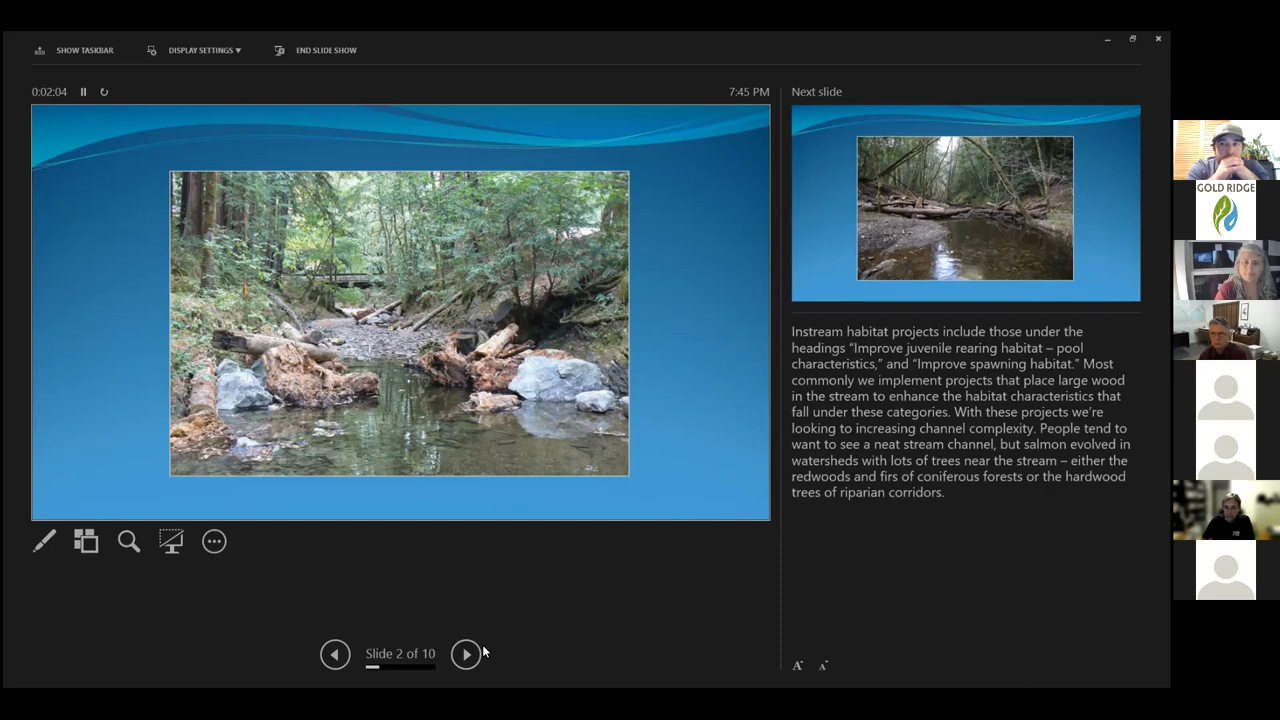 SHOW TASKBAR
DISPLAY SETTINGS
END SLIDE SHOW
0:02:04
7:45 PM
Next slide
Instream habitat projects include those under the
headings “Improve juvenile rearing habitat – pool
characteristics,” and “Improve spawning habitat.” Most
commonly we implement projects that place large wood
in the stream to enhance the habitat characteristics that
fall under these categories. With these projects we’re
looking to increasing channel complexity. People tend to
want to see a neat stream channel, but salmon evolved in
watersheds with lots of trees near the stream – either the
redwoods and firs of coniferous forests or the hardwood
trees of riparian corridors.
Slide 2 of 10
A
A
GOLD RIDGE